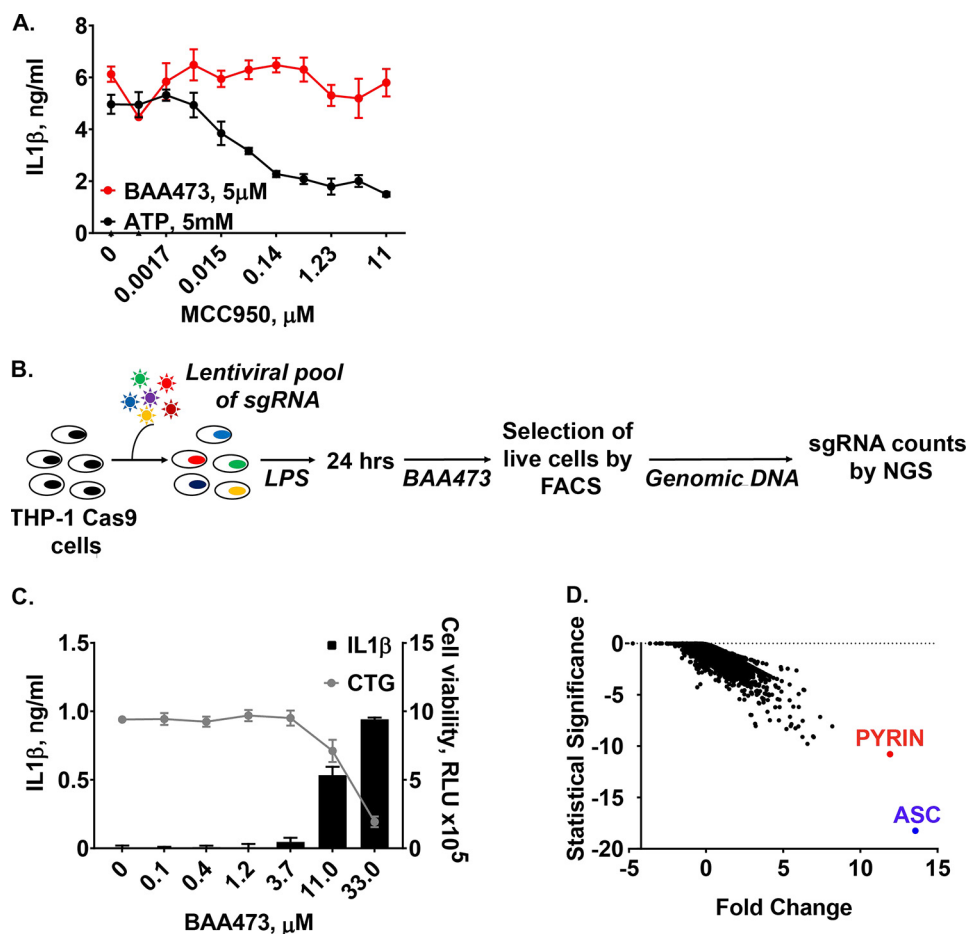 A.
8
6
4
2
0
IL1β, ng/ml
BAA473, 5μM
ATP, 5mM
0
0.0017
0.015
0.14
1.23
11
MCC950, μM
B.
Lentiviral pool
of sgRNA
THP-1 Cas9
cells
LPS
24 hrs
BAA473
Selection of
live cells by
FACS
Genomic DNA
sgRNA counts
by NGS
C.
1.5
1.0
0.5
0
IL1β, ng/ml
IL1β
CTG
15
10
5
0
Cell viability, RLU x10⁵
0
0.1
0.4
1.2
3.7
11.0
33.0
BAA473, μM
D.
0
-5
-10
-15
-20
Statistical Significance
PYRIN
ASC
-5
0
5
10
15
Fold Change